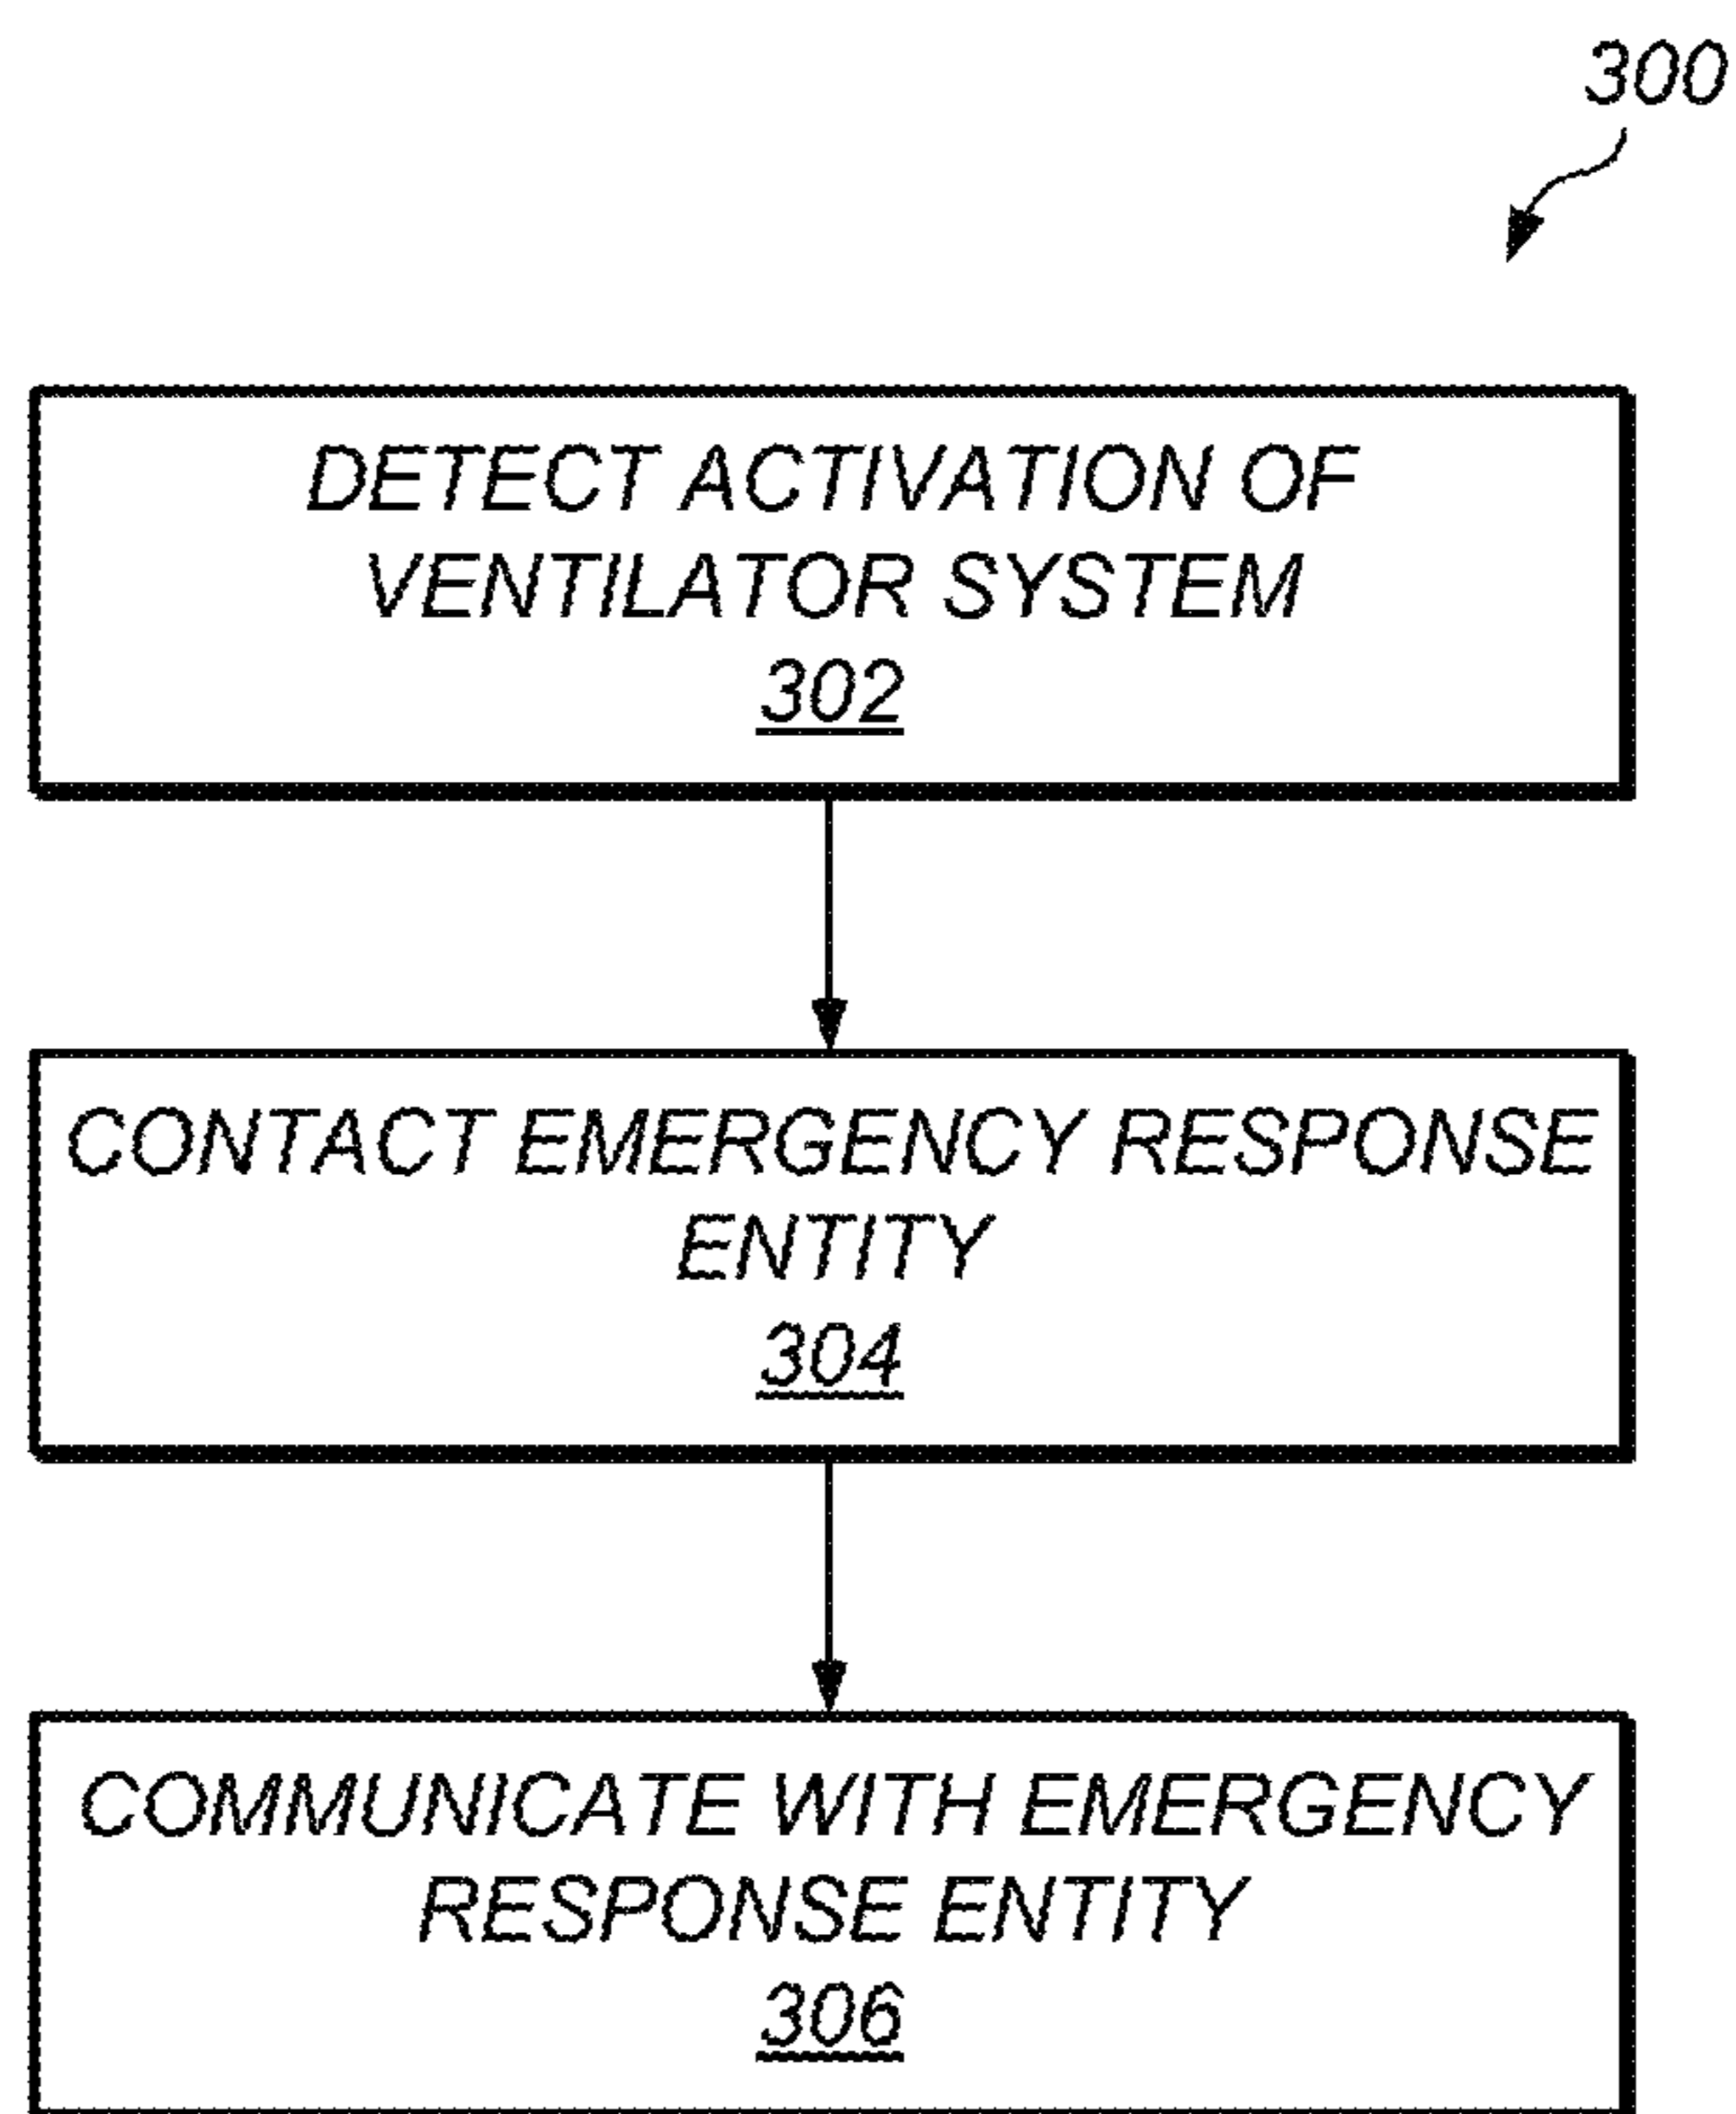 300
DETECT ACTIVATION OF
VENTILATOR SYSTEM
302
CONTACT EMERGENCY RESPONSE
ENTITY
304
COMMUNICATE WITH EMERGENCY
RESPONSE ENTITY
306